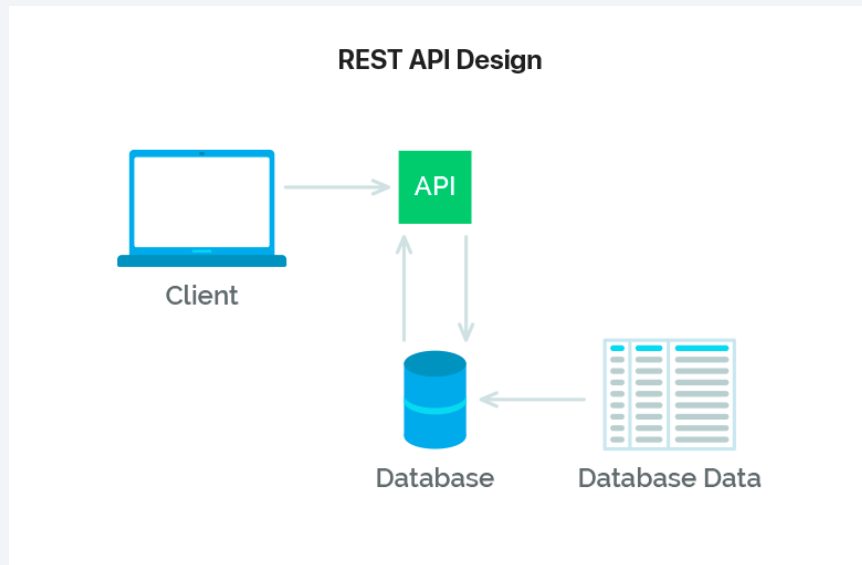 REST API Design
API
Client
Database
Database Data